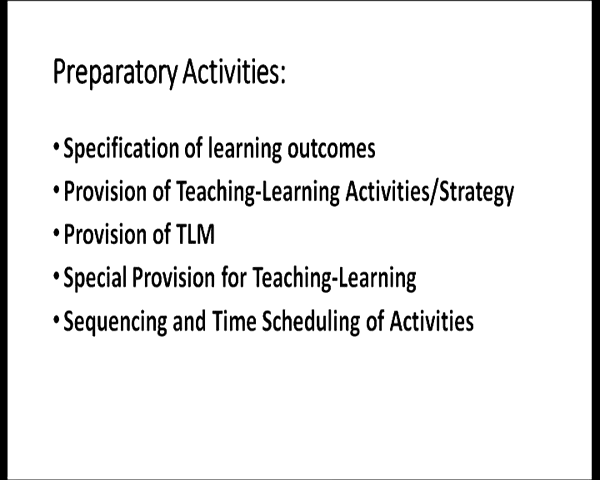 Preparatory Activities:
• Specification of learning outcomes
• Provision of Teaching-Learning Activities/Strategy
• Provision of TLM
• Special Provision for Teaching-Learning
• Sequencing and Time Scheduling of Activities